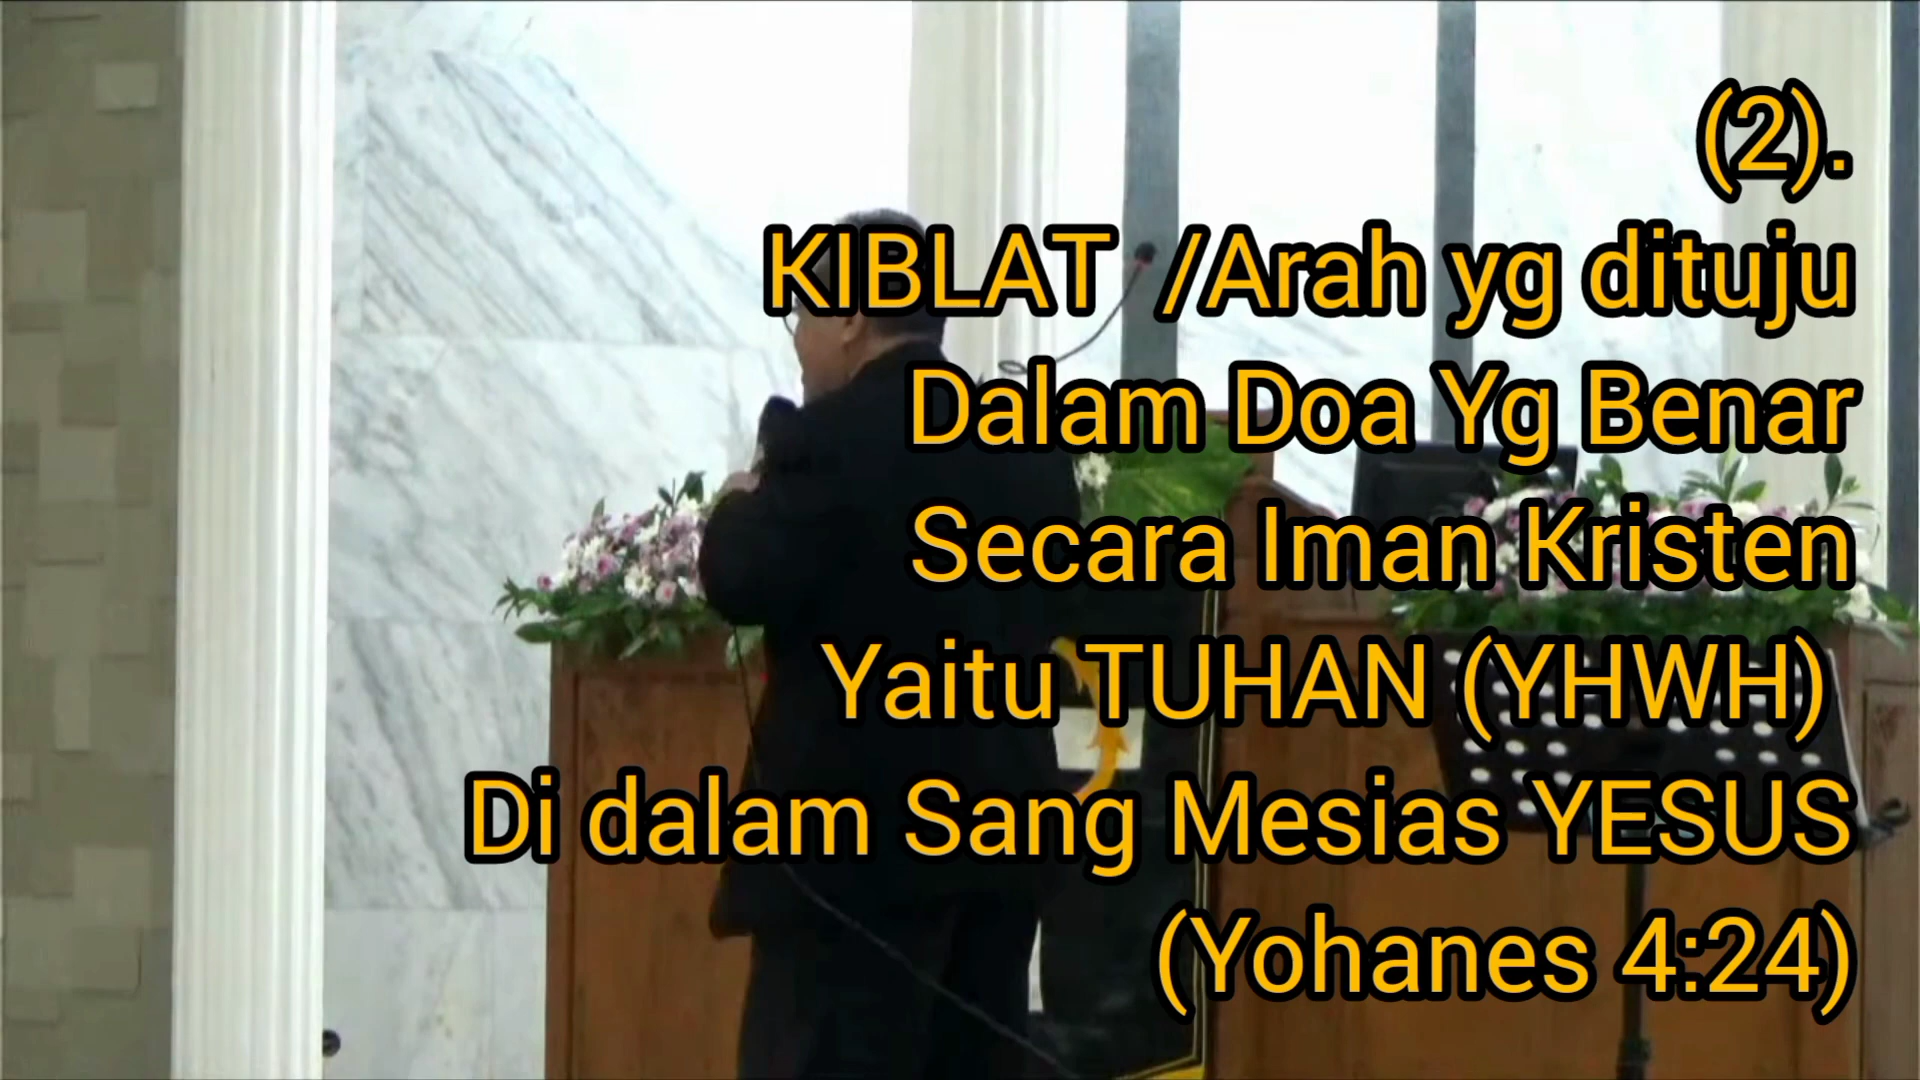 (2).
KIBLAT /Arah yg dituju
Dalam Doa Yg Benar
Secara Iman Kristen
Yaitu TUHAN (YHWH)
Di dalam Sang Mesias YESUS
(Yohanes 4:24)